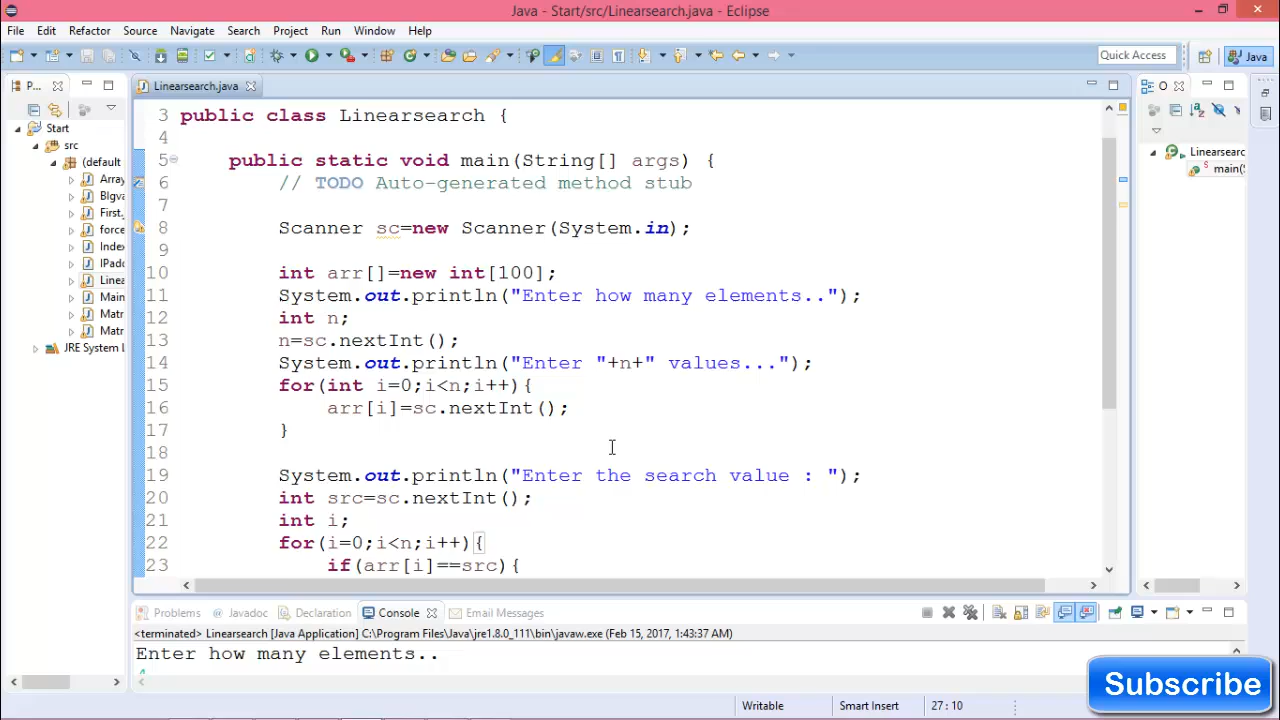 Java - Start/src/Linearsearch.java - Eclipse
File Edit Refactor Source Navigate Search Project Run Window Help
Quick Access Java
P... Linearsearch.java O
Start
src
(default
Array
BIgva
First.
force
Index
IPado
Linea
Main
Matr
Matr
JRE System L
3 public class Linearsearch {
4
5 public static void main(String[] args) {
6 // TODO Auto-generated method stub
7
8 Scanner sc=new Scanner(System.in);
9
10 int arr[]=new int[100];
11 System.out.println("Enter how many elements..");
12 int n;
13 n=sc.nextInt();
14 System.out.println("Enter "+n+" values...");
15 for(int i=0;i<n;i++){
16 arr[i]=sc.nextInt();
17 }
18
19 System.out.println("Enter the search value : ");
20 int src=sc.nextInt();
21 int i;
22 for(i=0;i<n;i++){
23 if(arr[i]==src){
Linearsearc
main(S
Problems Javadoc Declaration Console Email Messages
<terminated> Linearsearch [Java Application] C:\Program Files\Java\jre1.8.0_111\bin\javaw.exe (Feb 15, 2017, 1:43:37 AM)
Enter how many elements..
Subscribe
Writable Smart Insert 27 : 10